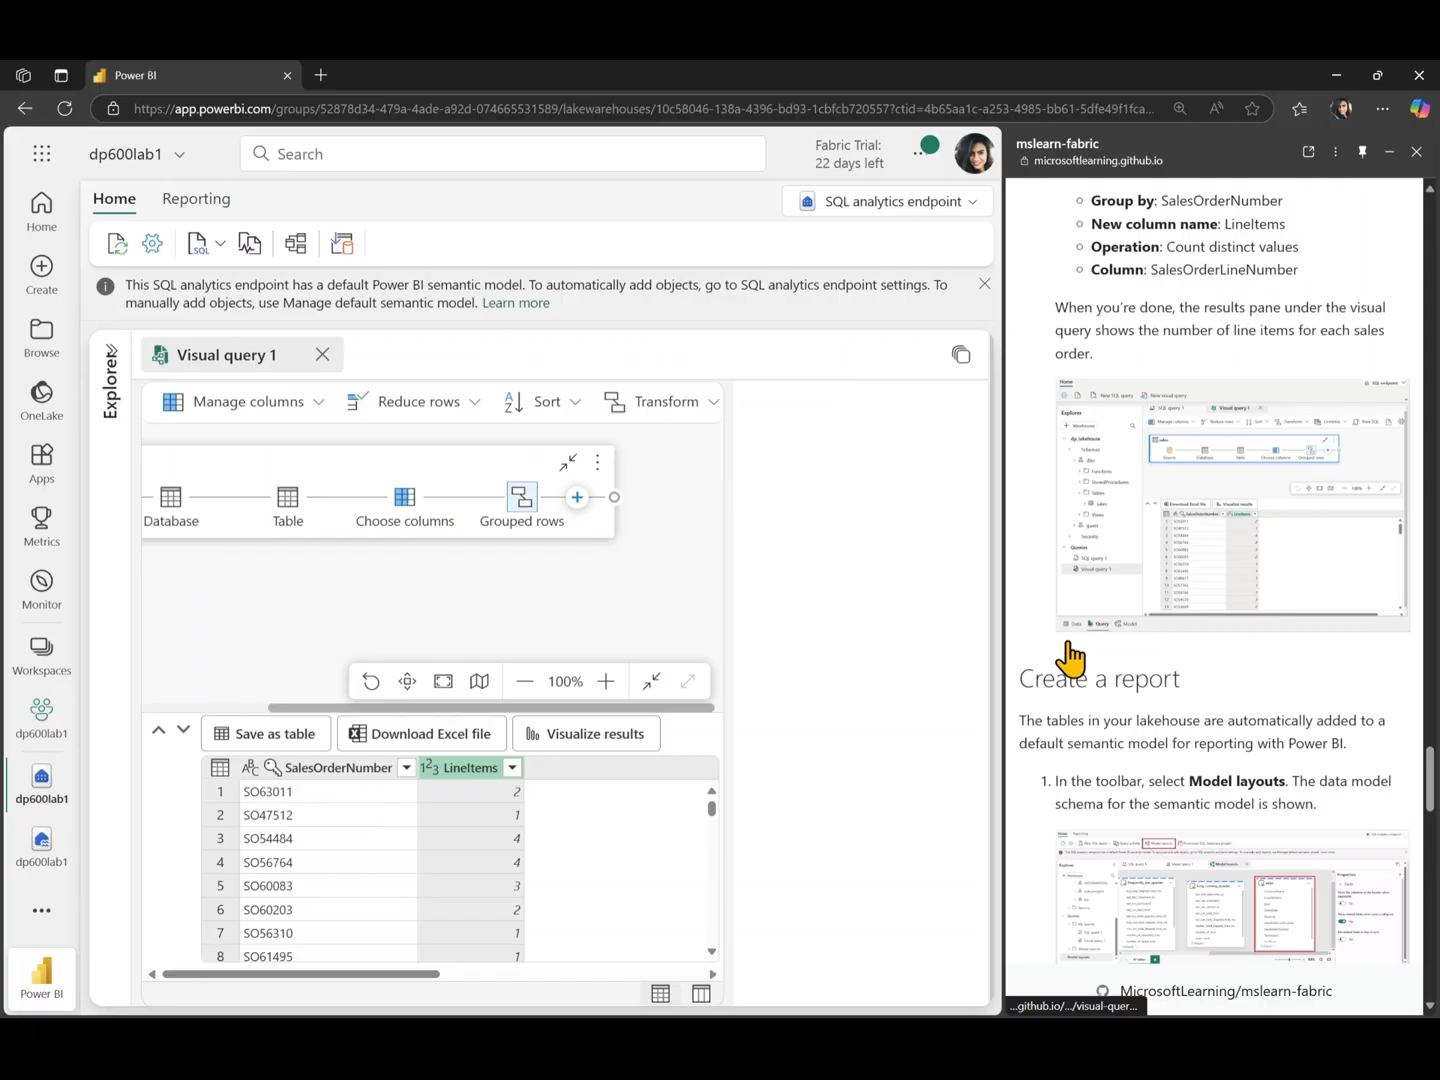 Power BI
https://app.powerbi.com/groups/52878d34-479a-4ade-a92d-074665531589/lakewarehouses/10c58046-138a-4396-bd93-1cbfcb720557?ctid=4b65aa1c-a253-4985-bb61-5dfe49f1fca...
dp600lab1
Search
Fabric Trial:
22 days left
Home
Reporting
SQL analytics endpoint
SQL
This SQL analytics endpoint has a default Power BI semantic model. To automatically add objects, go to SQL analytics endpoint settings. To
manually add objects, use Manage default semantic model. Learn more
Home
Create
Browse
OneLake
Apps
Metrics
Monitor
Workspaces
dp600lab1
dp600lab1
dp600lab1
Power BI
Explorer
Visual query 1
Manage columns
Reduce rows
Sort
Transform
Database
Table
Choose columns
Grouped rows
100%
Save as table
Download Excel file
Visualize results
ABC SalesOrderNumber
123 LineItems
1 SO63011 2
2 SO47512 1
3 SO54484 4
4 SO56764 4
5 SO60083 3
6 SO60203 2
7 SO56310 1
8 SO61495 1
mslearn-fabric
microsoftlearning.github.io
Group by: SalesOrderNumber
New column name: LineItems
Operation: Count distinct values
Column: SalesOrderLineNumber
When you're done, the results pane under the visual
query shows the number of line items for each sales
order.
Create a report
The tables in your lakehouse are automatically added to a
default semantic model for reporting with Power BI.
1. In the toolbar, select Model layouts. The data model
schema for the semantic model is shown.
MicrosoftLearning/mslearn-fabric
...github.io/.../visual-quer...